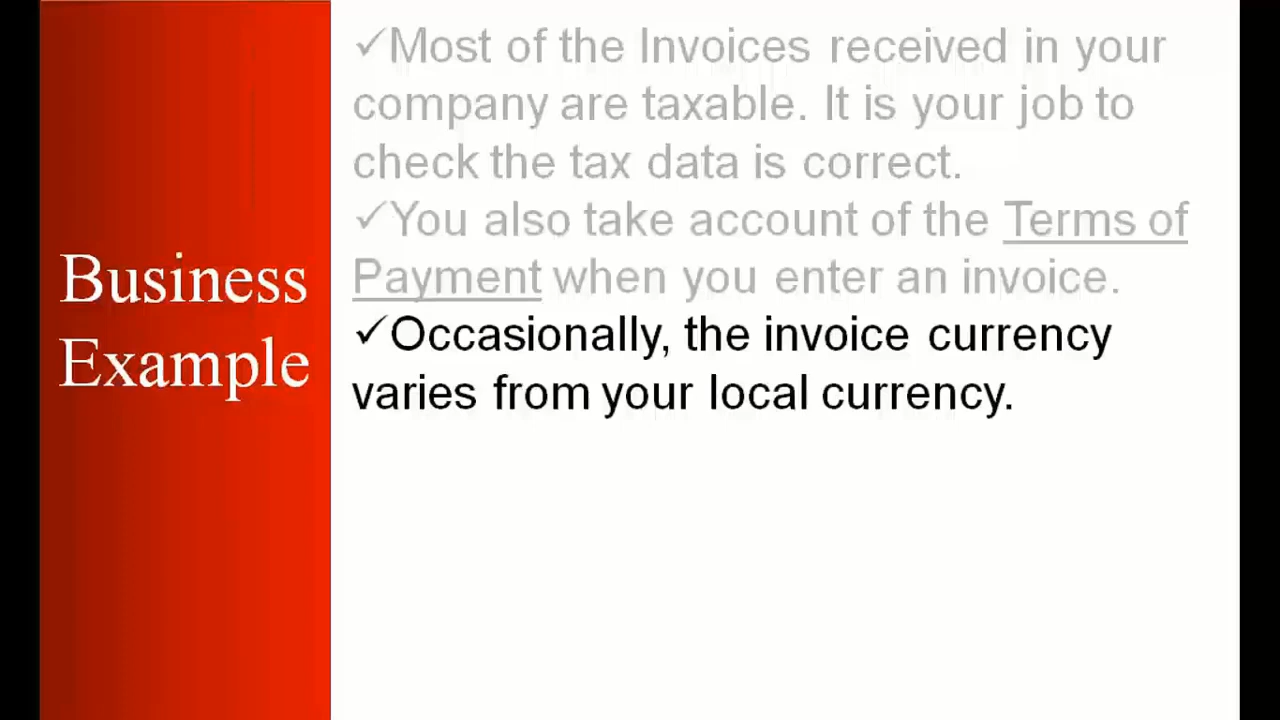 Business
Example
✓Most of the Invoices received in your
company are taxable. It is your job to
check the tax data is correct.
✓You also take account of the Terms of
Payment when you enter an invoice.
✓Occasionally, the invoice currency
varies from your local currency.